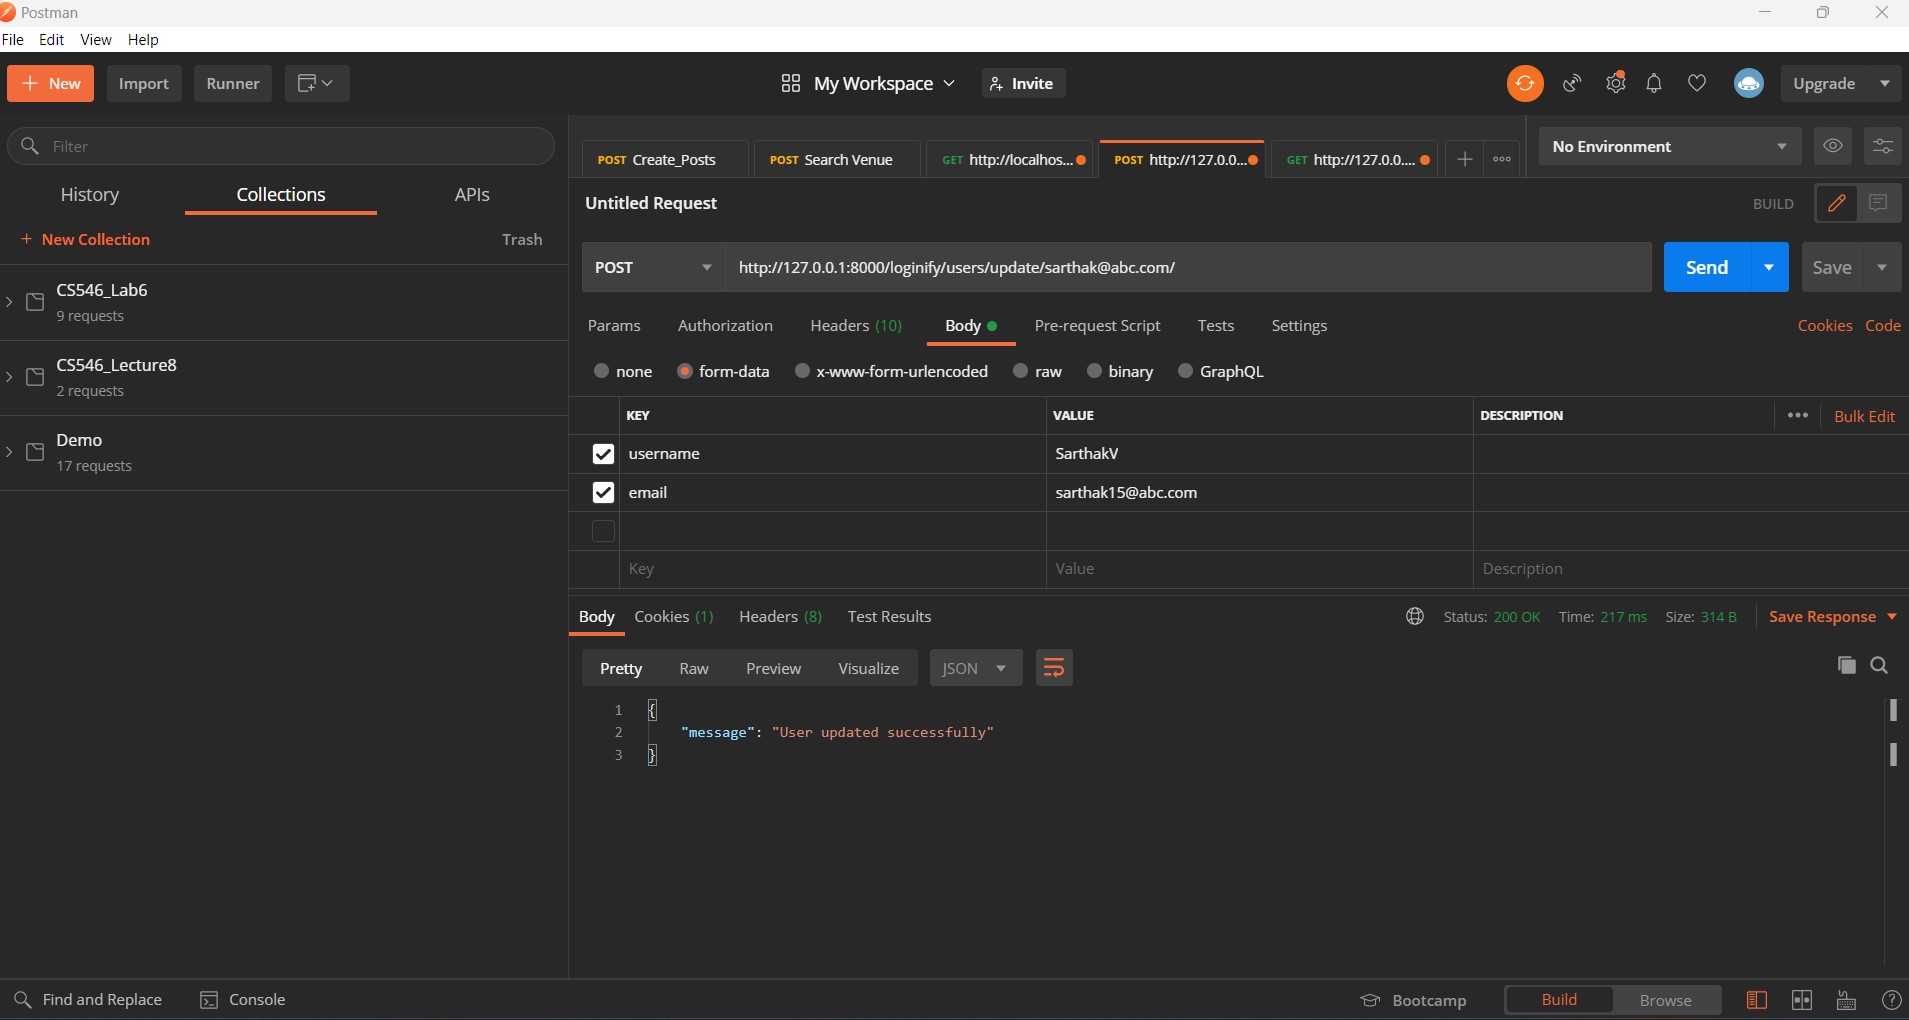 Postman
File Edit View Help
New Import Runner My Workspace Invite Upgrade
Filter
History Collections APIs
New Collection Trash
CS546_Lab6
9 requests
CS546_Lecture8
2 requests
Demo
17 requests
POST Create_Posts POST Search Venue GET http://localhos... POST http://127.0.0... GET http://127.0.0.... No Environment
Untitled Request BUILD
POST http://127.0.0.1:8000/loginify/users/update/sarthak@abc.com/ Send Save
Params Authorization Headers (10) Body Pre-request Script Tests Settings Cookies Code
none form-data x-www-form-urlencoded raw binary GraphQL
KEY VALUE DESCRIPTION Bulk Edit
username SarthakV
email sarthak15@abc.com
Key Value Description
Body Cookies (1) Headers (8) Test Results Status: 200 OK Time: 217 ms Size: 314 B Save Response
Pretty Raw Preview Visualize JSON
1 {
2 "message": "User updated successfully"
3 }
Find and Replace Console Bootcamp Build Browse